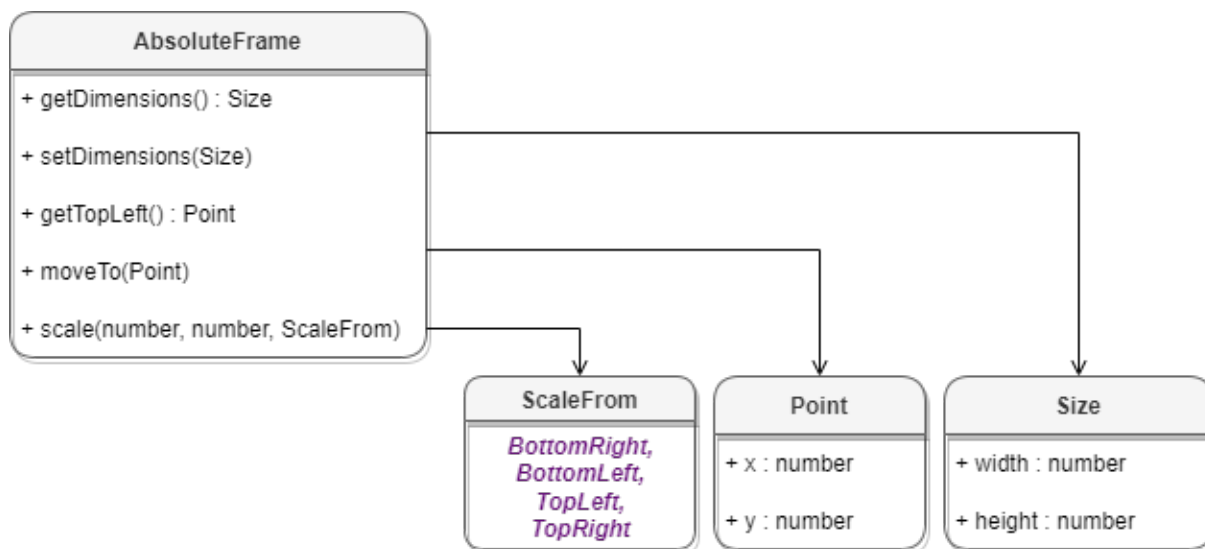 AbsoluteFrame
+ getDimensions() : Size
+ setDimensions(Size)
+ getTopLeft() : Point
+ moveTo(Point)
+ scale(number, number, ScaleFrom)
ScaleFrom
BottomRight,
BottomLeft,
TopLeft,
TopRight
Point
+ x : number
+ y : number
Size
+ width : number
+ height : number